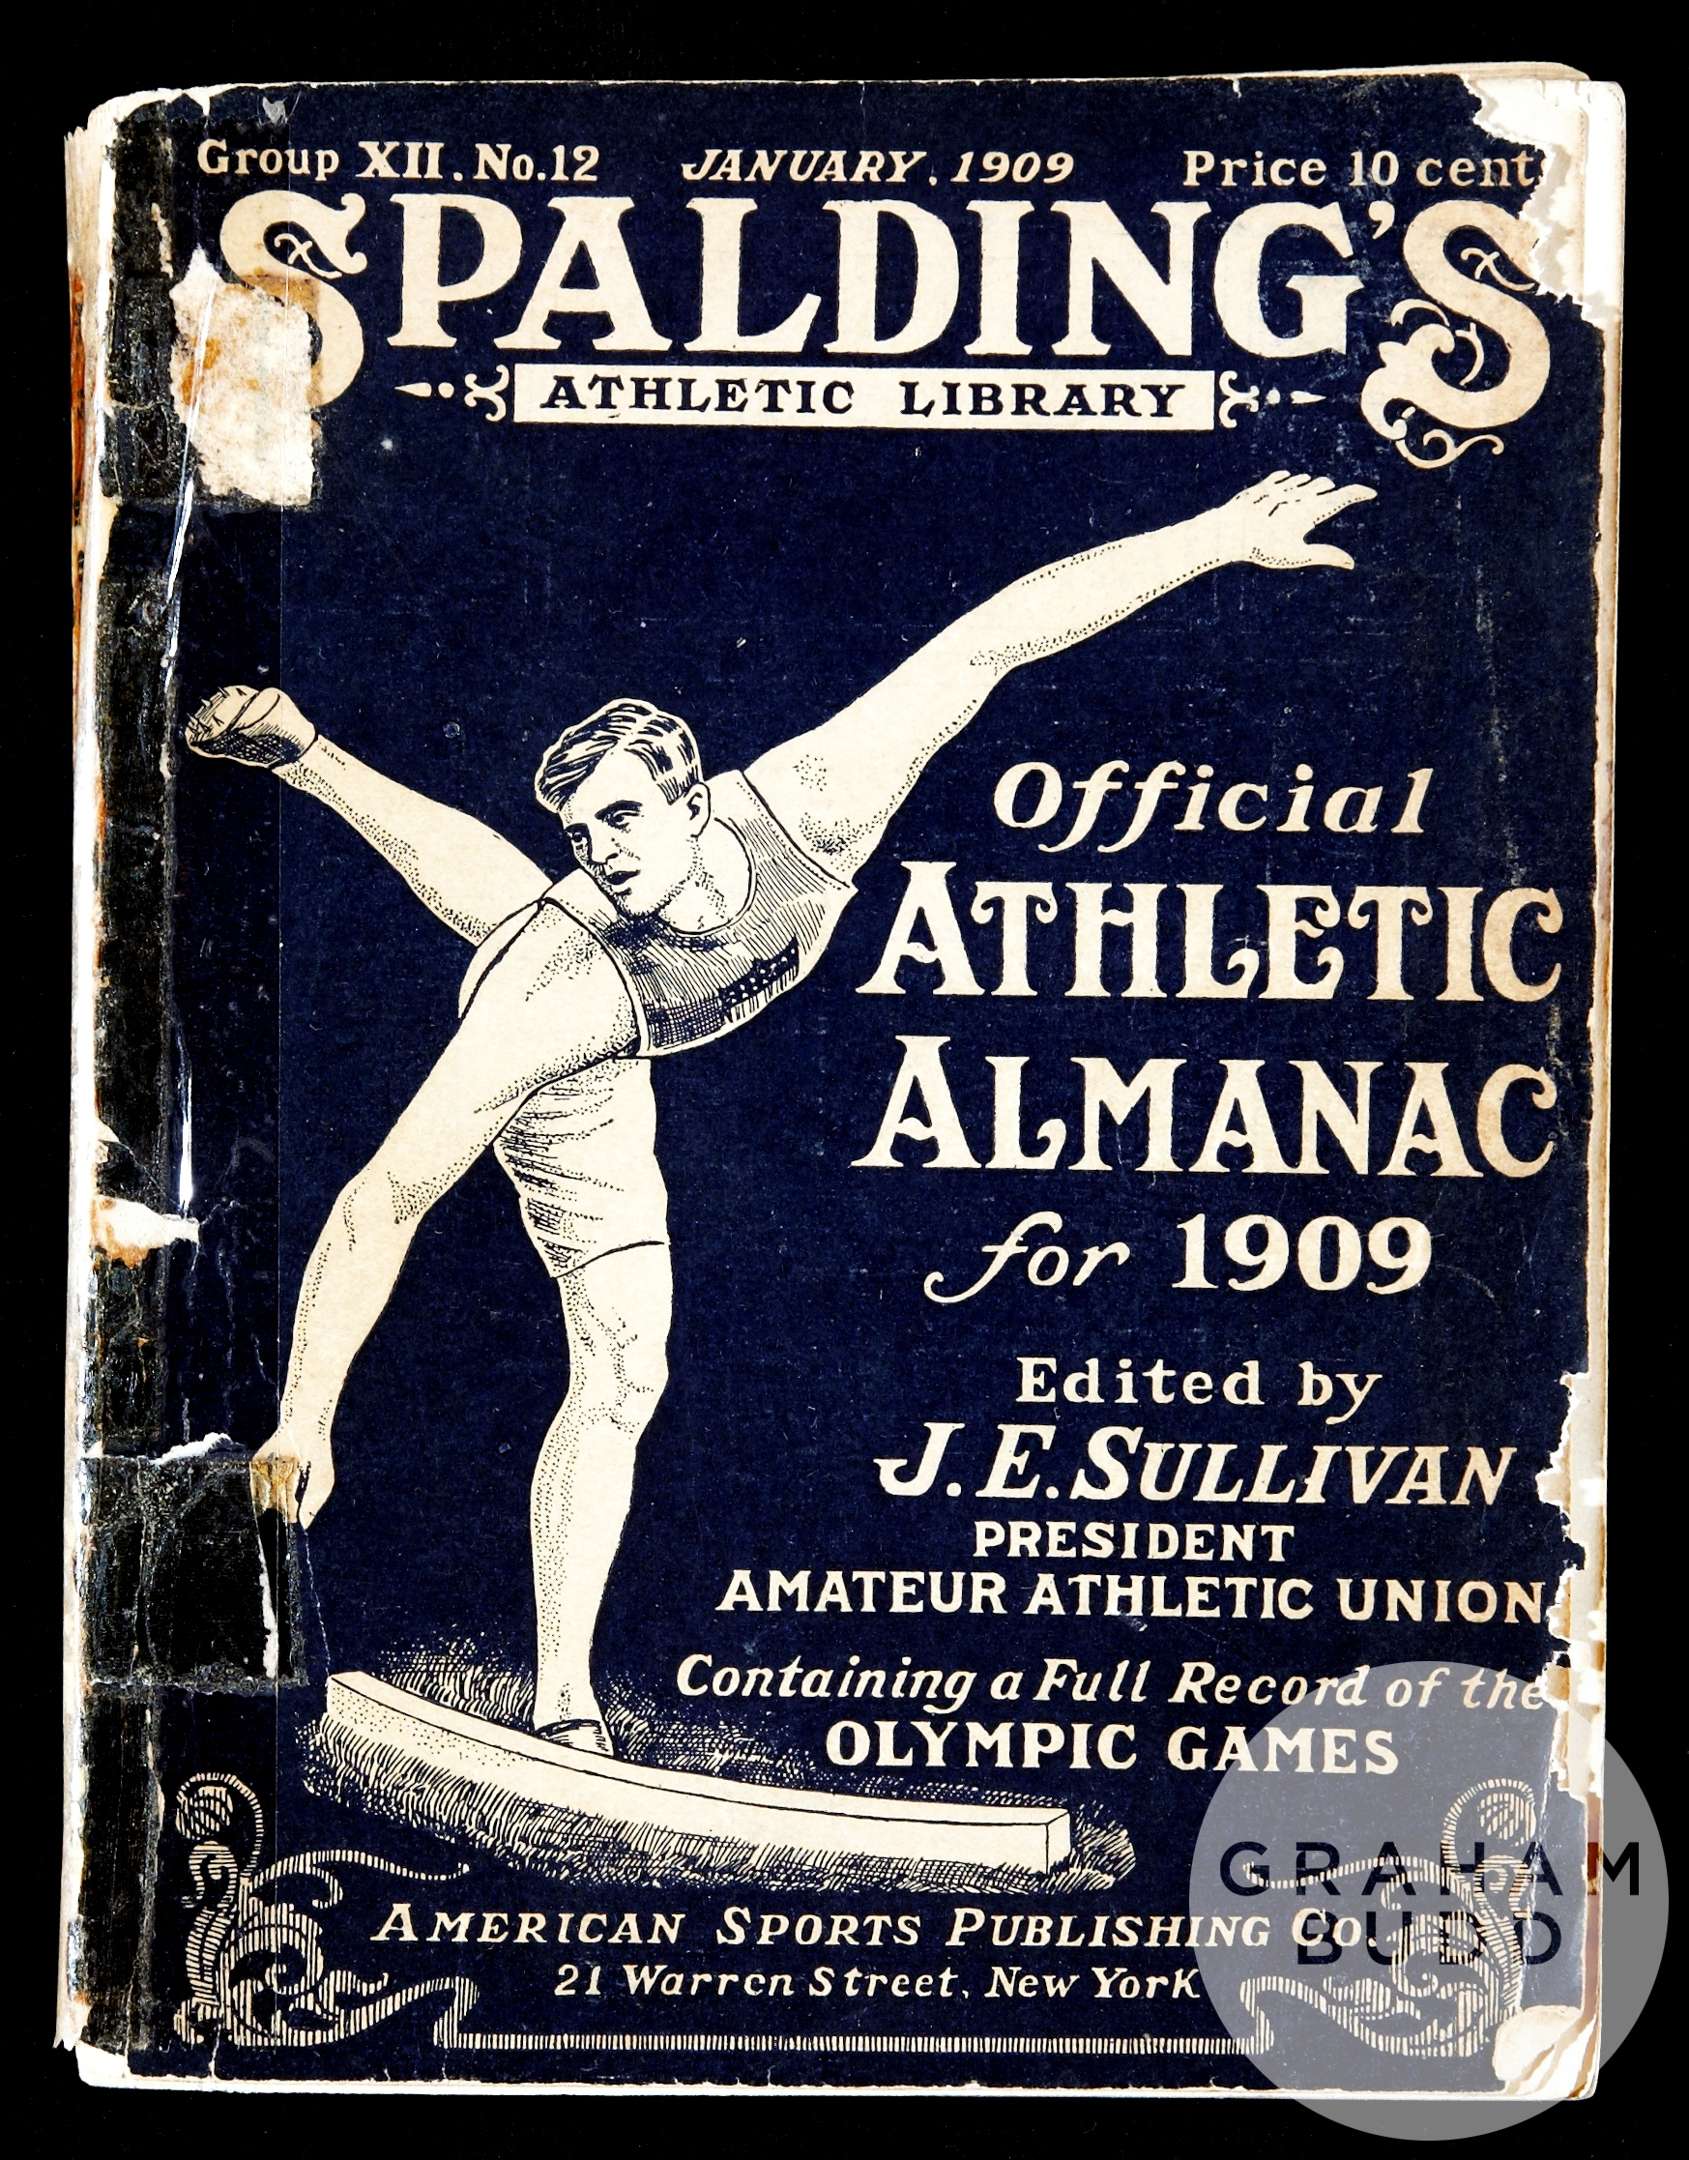 Group XII. No. 12 JANUARY, 1909 Price 10 cent
SPALDING'S
ATHLETIC LIBRARY
Official
ATHLETIC
ALMANAC
for 1909
Edited by
J. E. SULLIVAN
PRESIDENT
AMATEUR ATHLETIC UNION
Containing a Full Record of the
OLYMPIC GAMES
AMERICAN SPORTS PUBLISHING CO.
21 Warren Street, New York
GRAHAM
BUDD